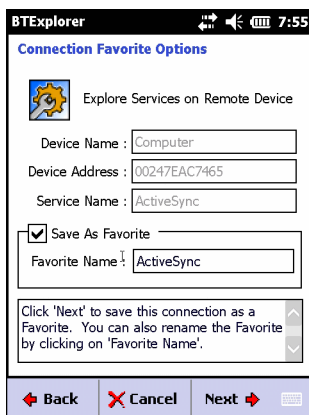 BTExplorer 7:55
Connection Favorite Options
Explore Services on Remote Device
Device Name : Computer
Device Address : 00247EAC7465
Service Name : ActiveSync
Save As Favorite
Favorite Name : ActiveSync
Click 'Next' to save this connection as a
Favorite. You can also rename the Favorite
by clicking on 'Favorite Name'.
Back Cancel Next